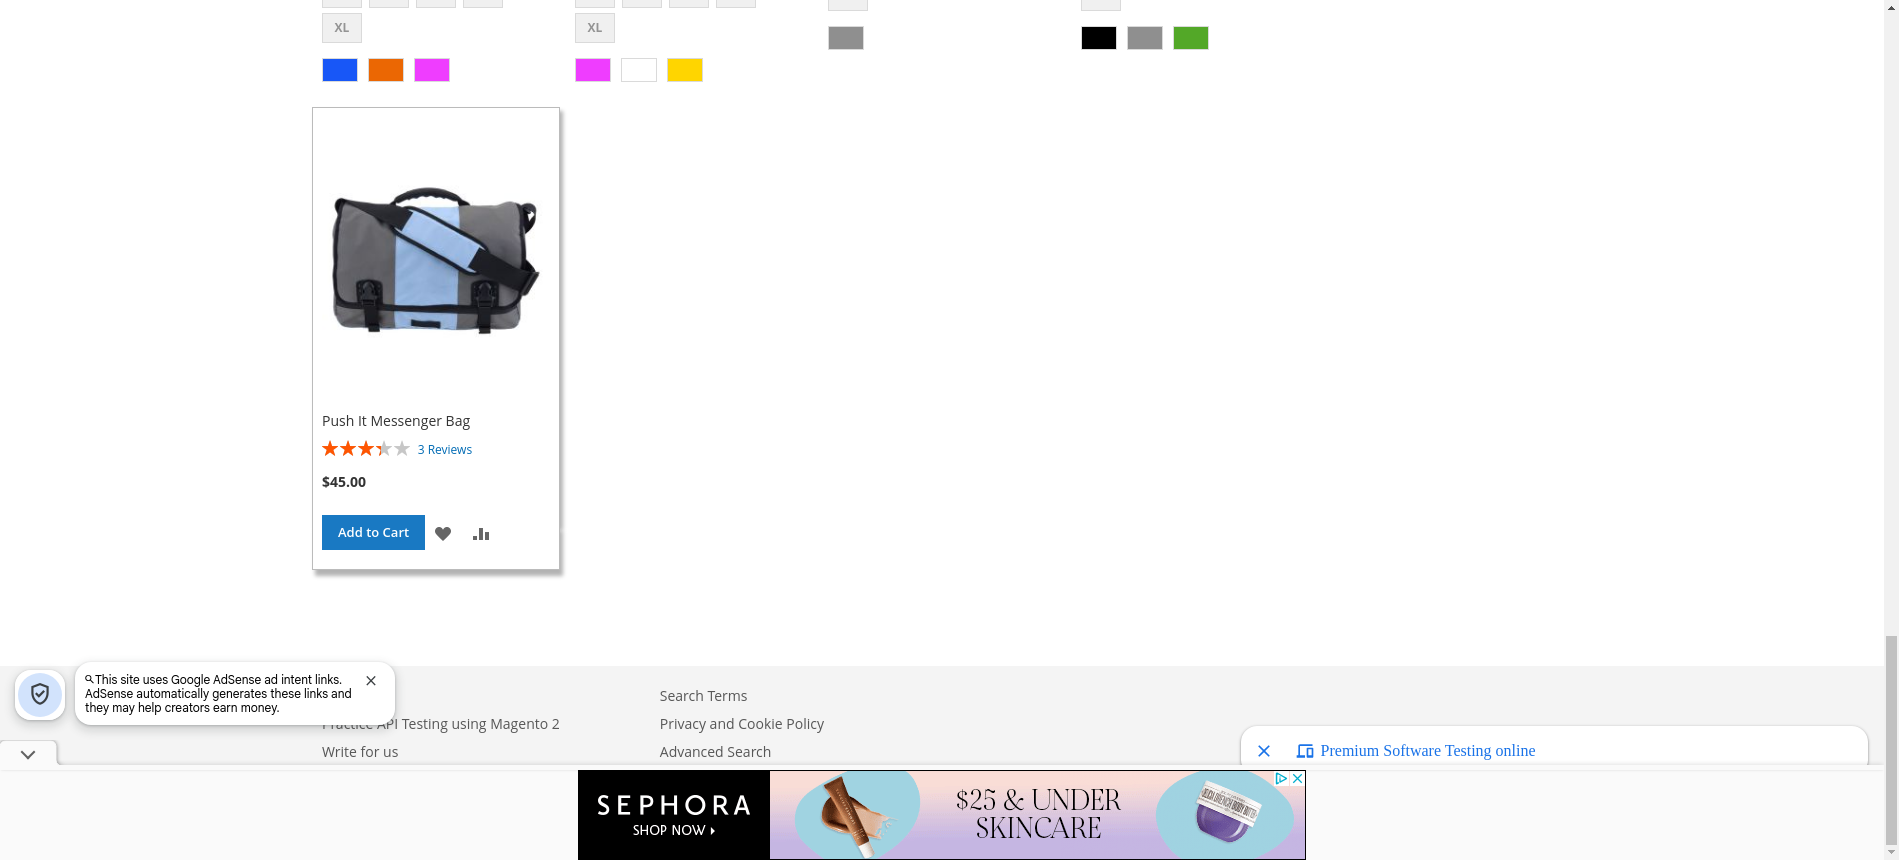 XL
XL
Push It Messenger Bag
3 Reviews
$45.00
Add to Cart
This site uses Google AdSense ad intent links.
AdSense automatically generates these links and
they may help creators earn money.
Search Terms
Practice API Testing using Magento 2
Privacy and Cookie Policy
Write for us
Advanced Search
Premium Software Testing online
SEPHORA
SHOP NOW
$25 & UNDER
SKINCARE